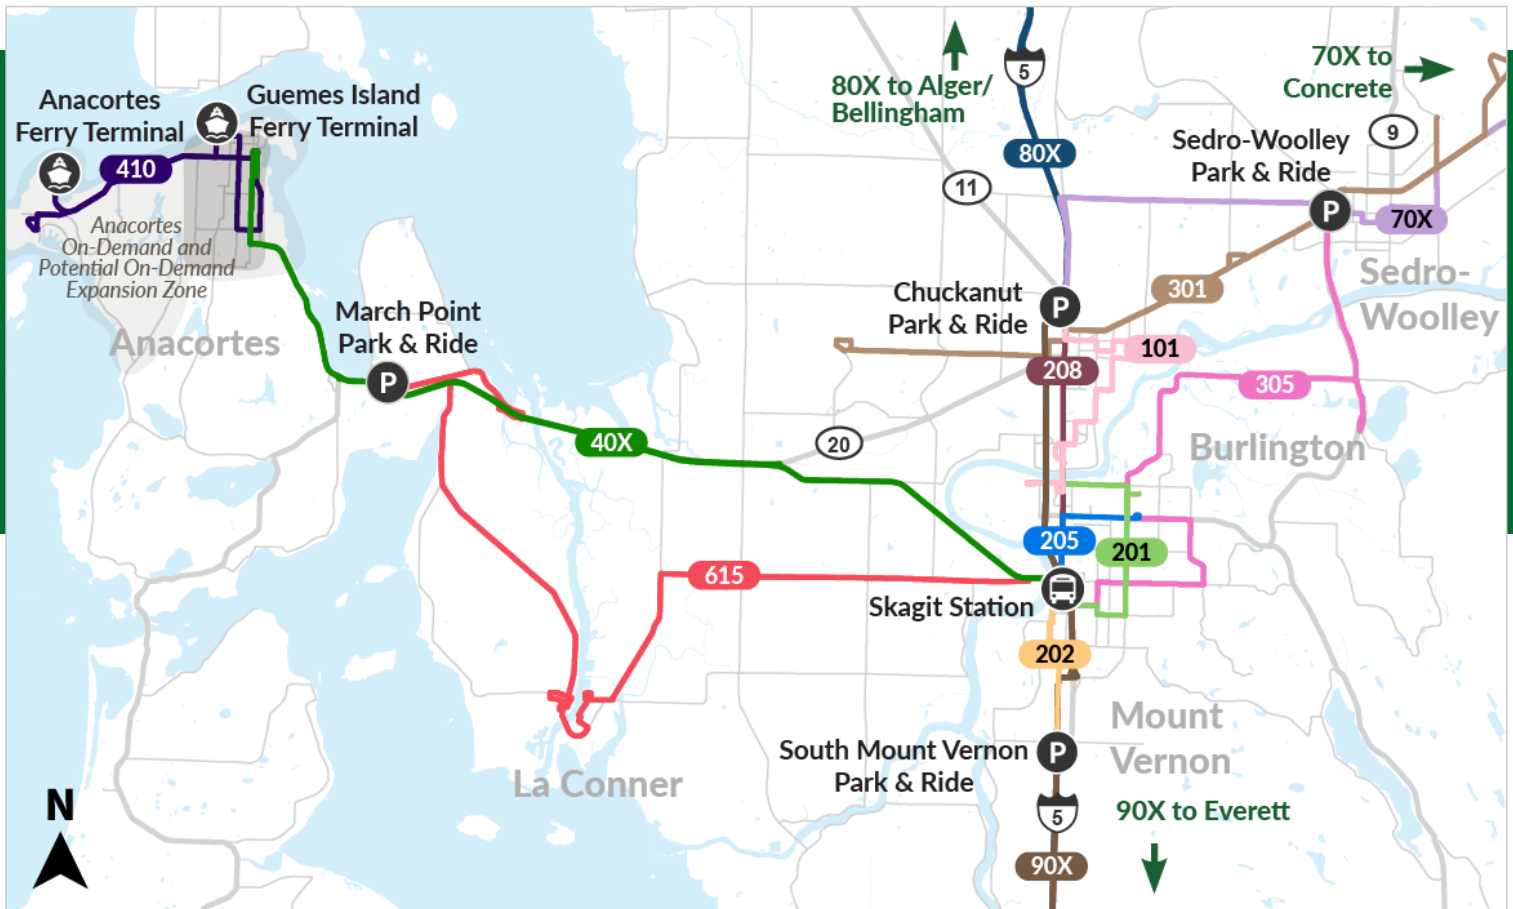 Anacortes
Ferry Terminal
Guemes Island
Ferry Terminal
410
Anacortes
On-Demand and
Potential On-Demand
Expansion Zone
Anacortes
March Point
Park & Ride
P
40X
20
615
La Conner
N
80X to Alger/
Bellingham
5
80X
11
70X to
Concrete
9
Sedro-Woolley
Park & Ride
P
70X
Sedro-
Woolley
301
Chuckanut
Park & Ride
P
101
208
305
Burlington
205
201
Skagit Station
202
Mount
Vernon
South Mount Vernon
Park & Ride
P
5
90X to Everett
90X